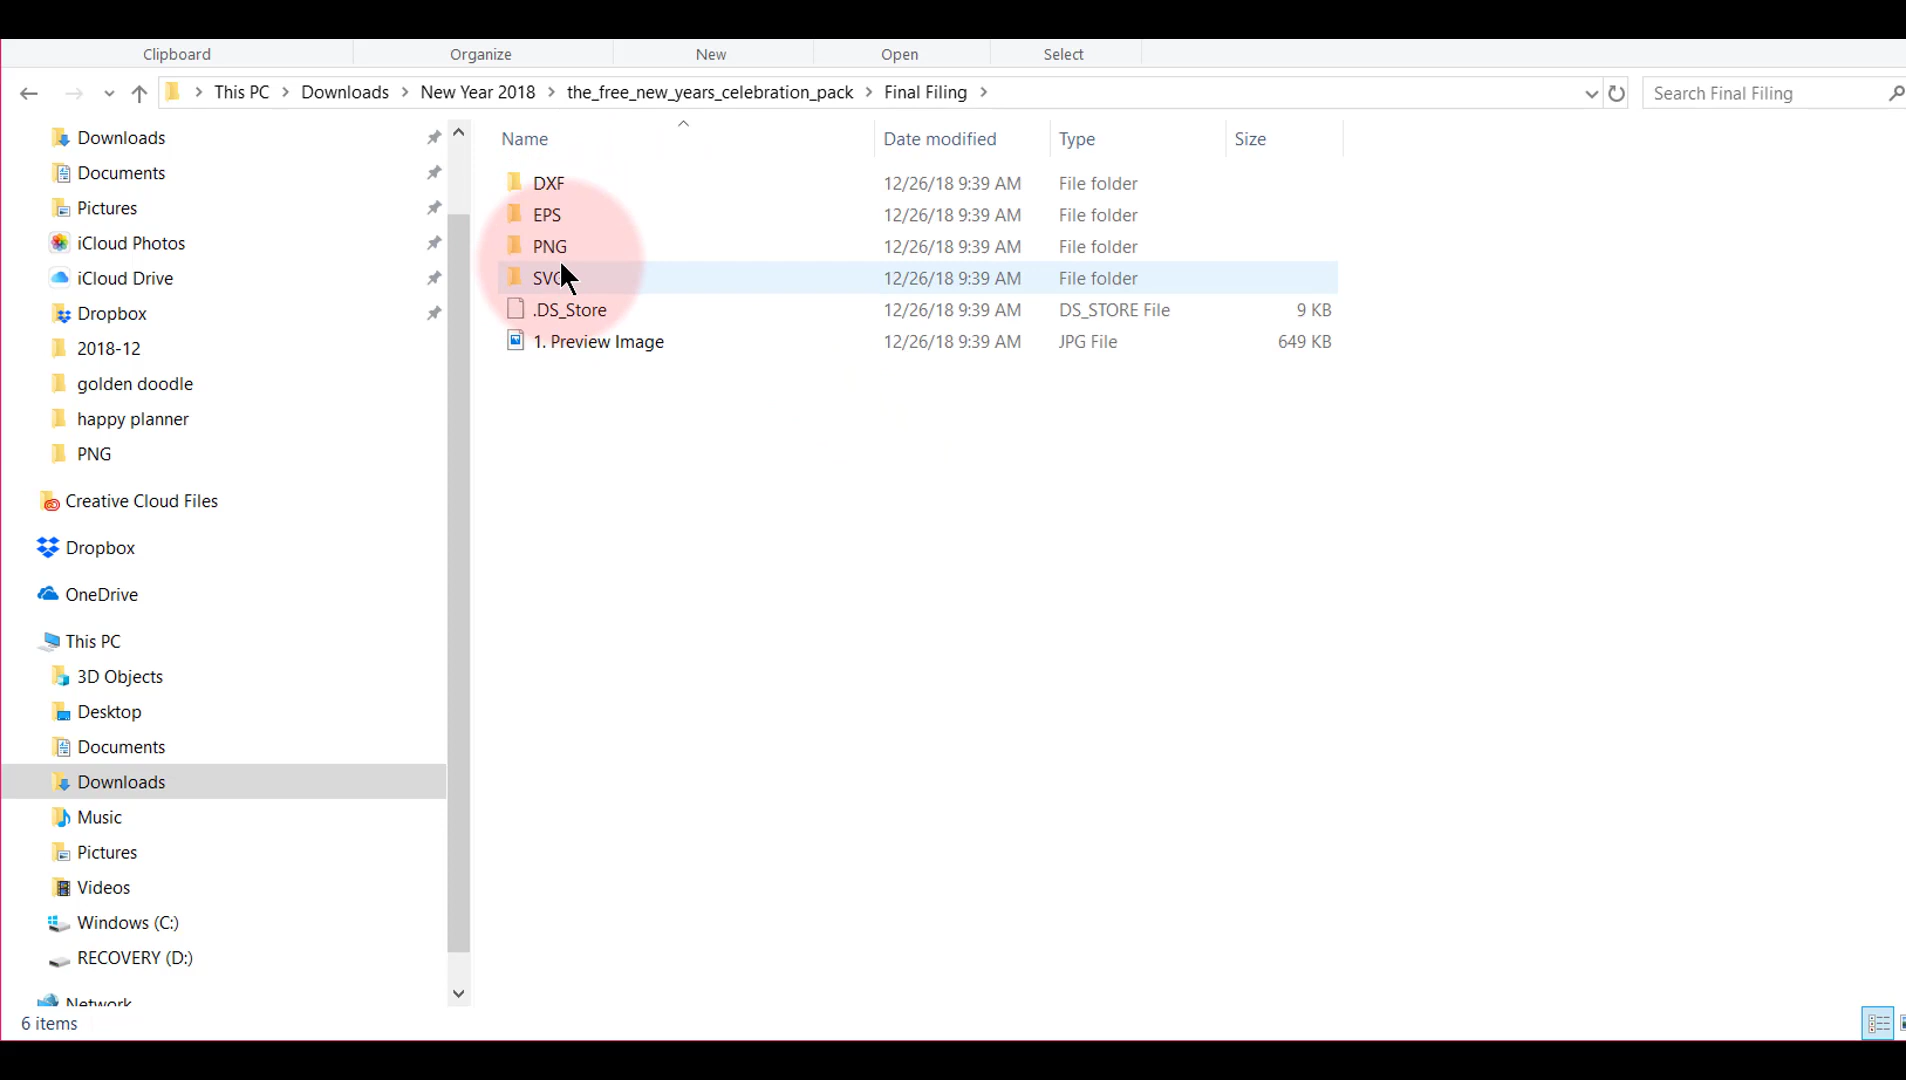 Clipboard Organize New Open Select
This PC Downloads New Year 2018 the_free_new_years_celebration_pack Final Filing
Search Final Filing
Name Date modified Type Size
Downloads
Documents
Pictures
iCloud Photos
iCloud Drive
Dropbox
2018-12
golden doodle
happy planner
PNG
Creative Cloud Files
Dropbox
OneDrive
This PC
3D Objects
Desktop
Documents
Downloads
Music
Pictures
Videos
Windows (C:)
RECOVERY (D:)
Network
DXF 12/26/18 9:39 AM File folder
EPS 12/26/18 9:39 AM File folder
PNG 12/26/18 9:39 AM File folder
SVG 12/26/18 9:39 AM File folder
.DS_Store 12/26/18 9:39 AM DS_STORE File 9 KB
1. Preview Image 12/26/18 9:39 AM JPG File 649 KB
6 items